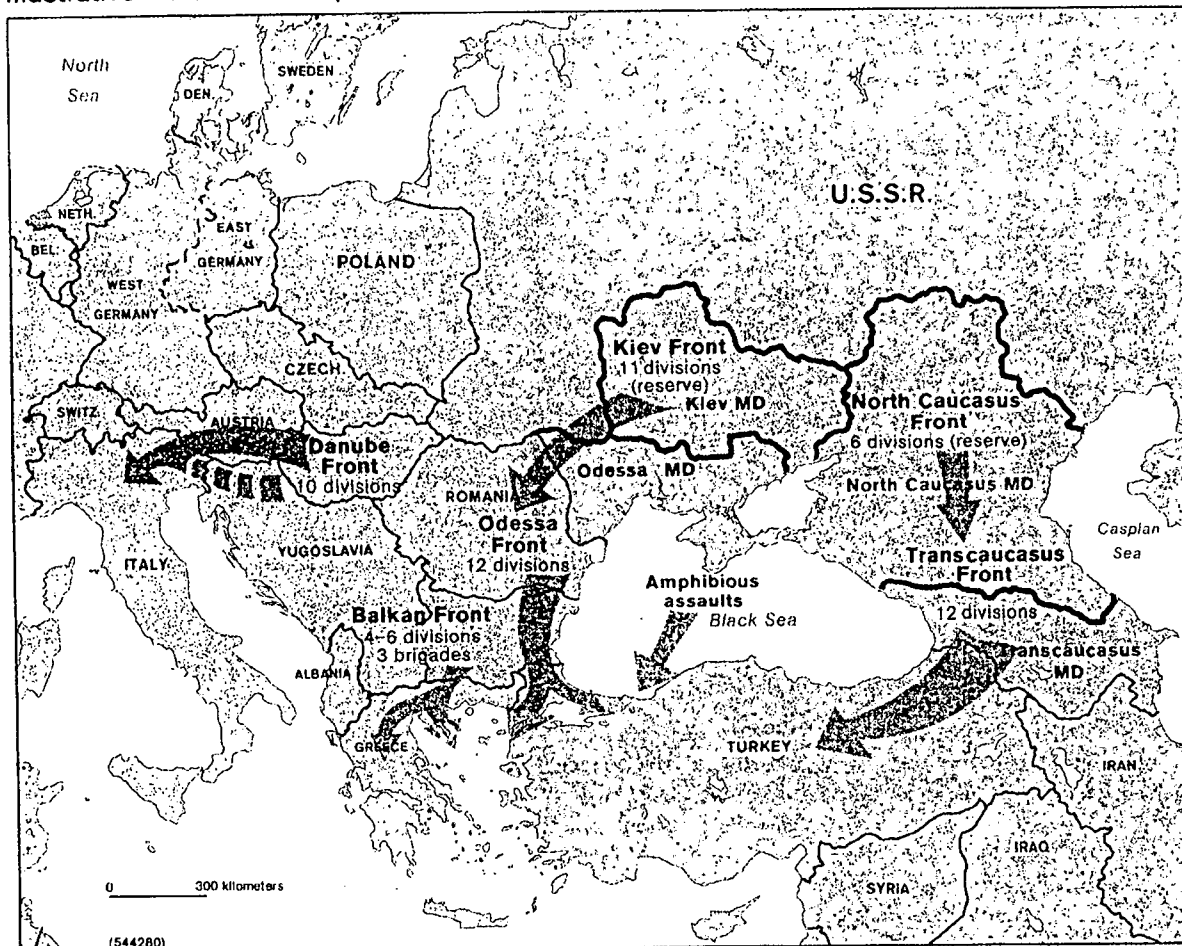 North
Sea
SWEDEN
DEN.
U.S.S.R.
NETH.
BEL.
EAST
GERMANY
POLAND
WEST
GERMANY
CZECH.
SWITZ.
AUSTRIA
Kiev Front
11 divisions
(reserve)
Kiev MD
North Caucasus
Front
6 divisions (reserve)
North Caucasus MD
Danube
Front
10 divisions
Odessa MD
ROMANIA
Odessa
Front
12 divisions
YUGOSLAVIA
ITALY
Caspian
Sea
Transcaucasus
Front
12 divisions
Transcaucasus
MD
Amphibious
assaults
Black Sea
Balkan Front
4-6 divisions
3 brigades
ALBANIA
GREECE
TURKEY
IRAN
IRAQ
SYRIA
0 300 kilometers
(544280)